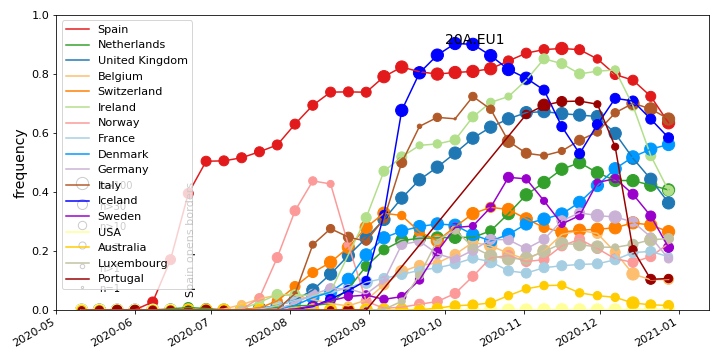 20A.EU1
frequency
1.0
0.8
0.6
0.4
0.2
0.0
Spain
Netherlands
United Kingdom
Belgium
Switzerland
Ireland
Norway
France
Denmark
Germany
Italy
Iceland
Sweden
USA
Australia
Luxembourg
Portugal
Spain opens borders
2020-05
2020-06
2020-07
2020-08
2020-09
2020-10
2020-11
2020-12
2021-01